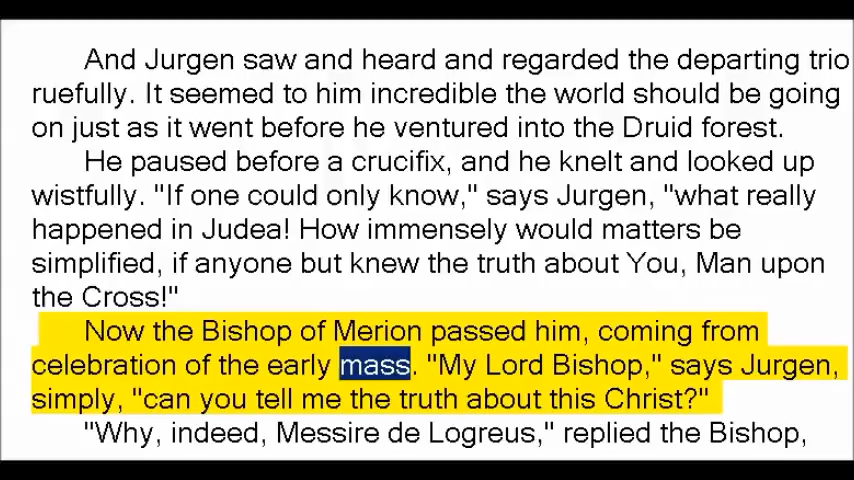 And Jurgen saw and heard and regarded the departing trio
ruefully. It seemed to him incredible the world should be going
on just as it went before he ventured into the Druid forest.
He paused before a crucifix, and he knelt and looked up
wistfully. "If one could only know," says Jurgen, "what really
happened in Judea! How immensely would matters be
simplified, if anyone but knew the truth about You, Man upon
the Cross!"
Now the Bishop of Merion passed him, coming from
celebration of the early mass. "My Lord Bishop," says Jurgen,
simply, "can you tell me the truth about this Christ?"
"Why, indeed, Messire de Logreus," replied the Bishop,